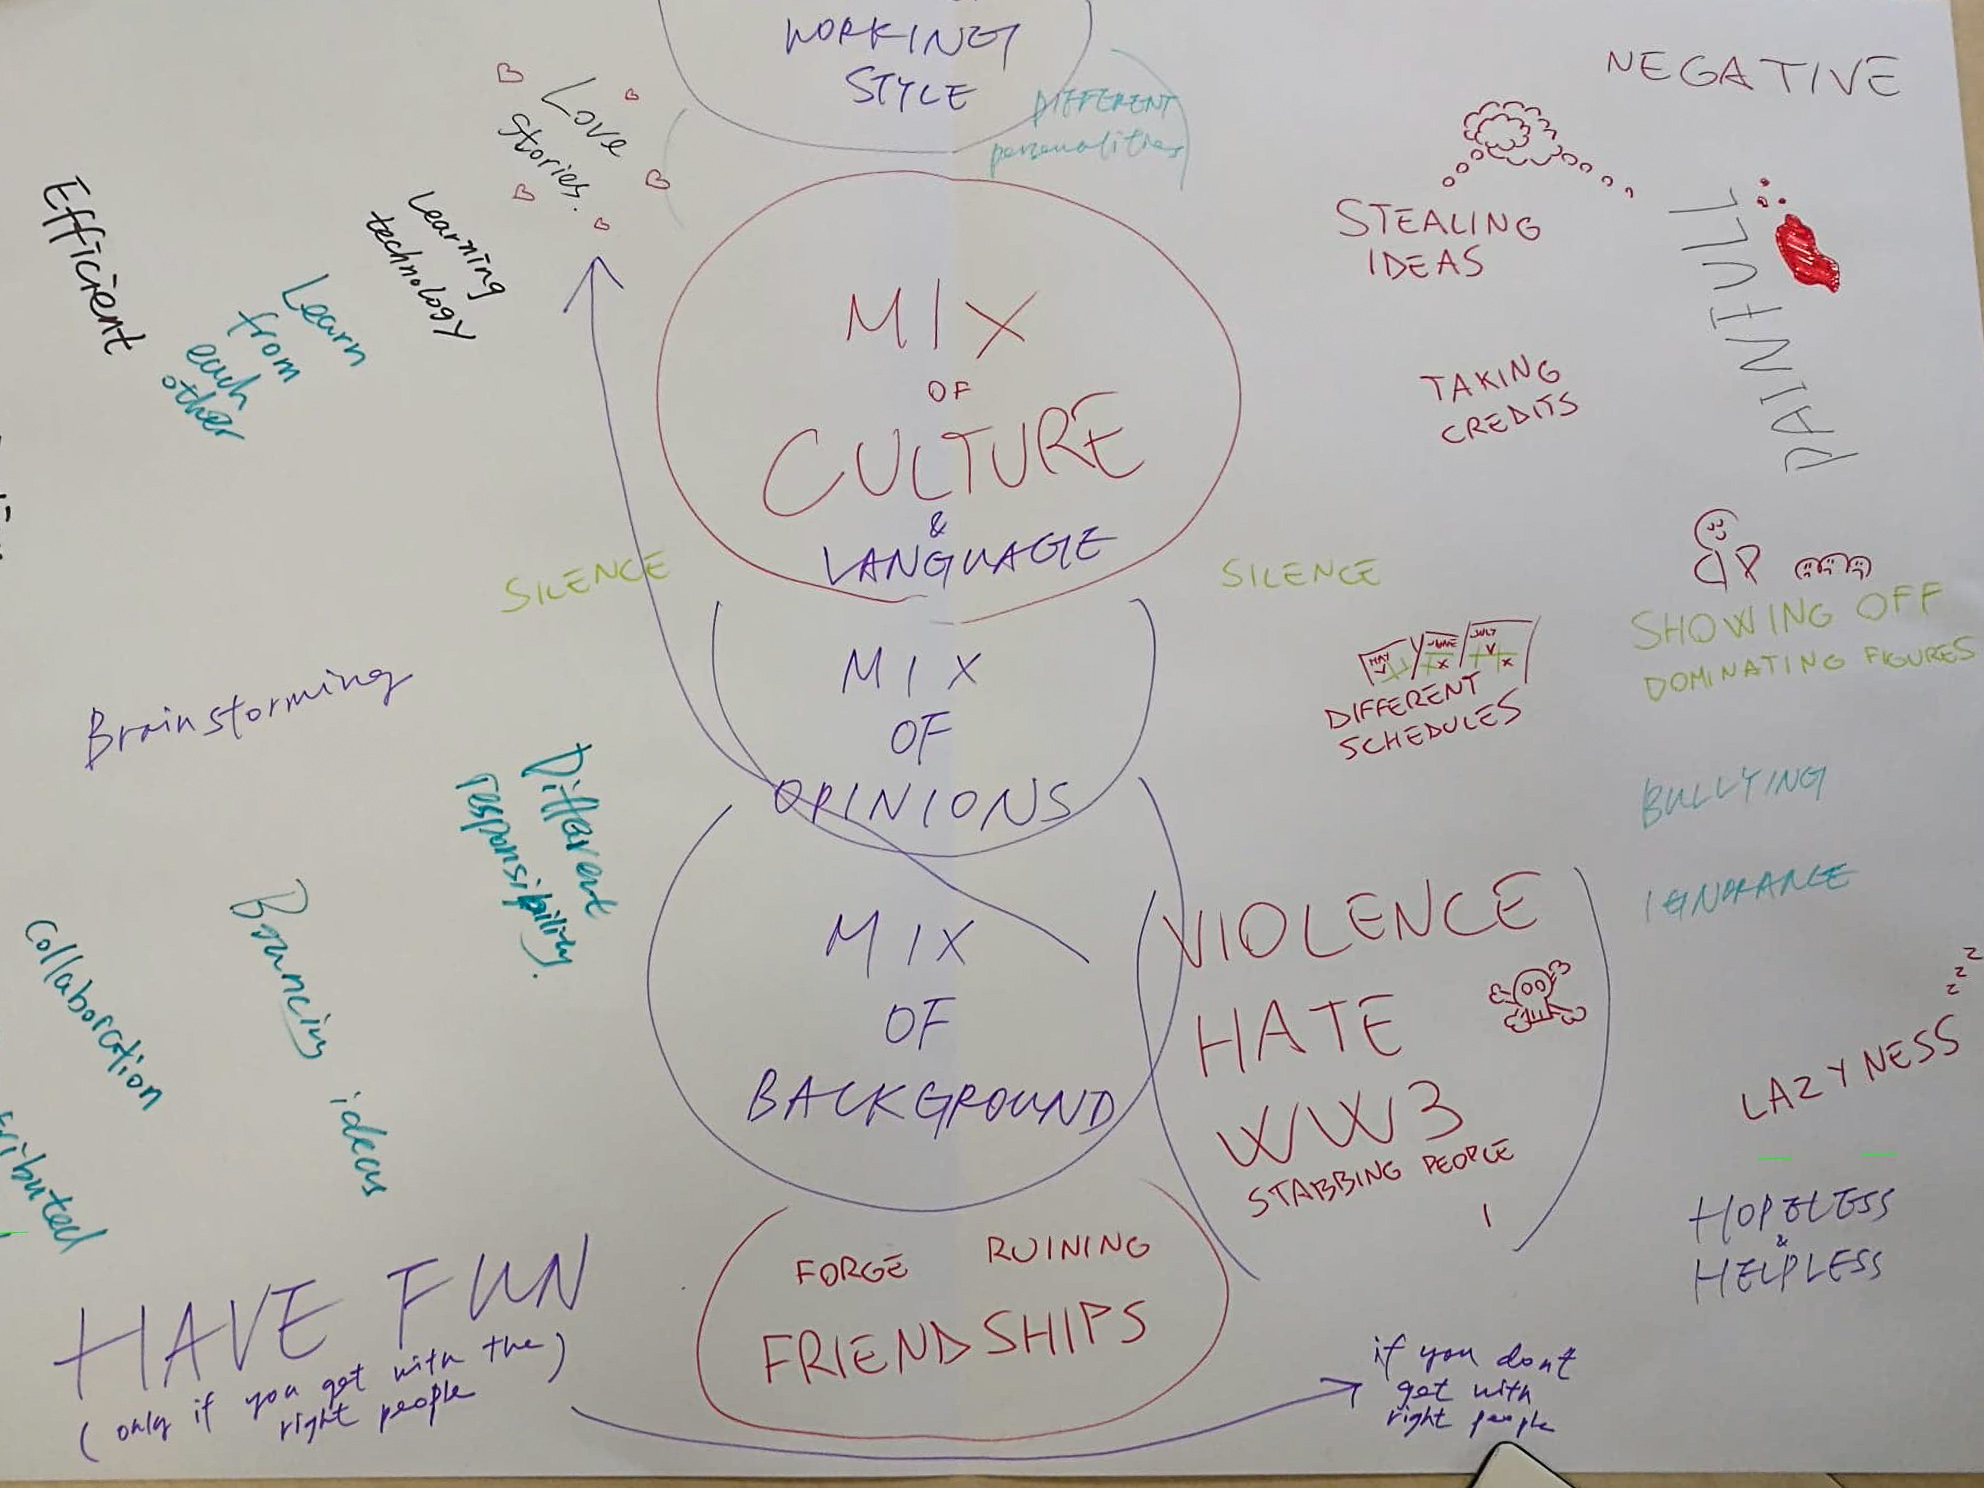 WORKING
STYLE
DIFFERENT
personalities
Love
Stories.
Learning
technology
Efficient
Learn
from
each
other
MIX
OF
CULTURE
&
LANGUAGE
SILENCE
SILENCE
MIX
OF
OPINIONS
Brainstorming
Different
responsibility.
MIX
OF
BACKGROUND
Collaboration
Bouncing
ideas
FORGE RUINING
FRIENDSHIPS
HAVE FUN
(only if you get with the)
right people
NEGATIVE
STEALING
IDEAS
PAINFULL
TAKING
CREDITS
SHOWING OFF
DOMINATING FIGURES
MAY JUNE JULY
DIFFERENT
SCHEDULES
BULLYING
IGNORANCE
VIOLENCE
HATE
WW3
STABBING PEOPLE
zzz
LAZYNESS
HOPELESS
&
HELPLESS
if you dont
get with
right people